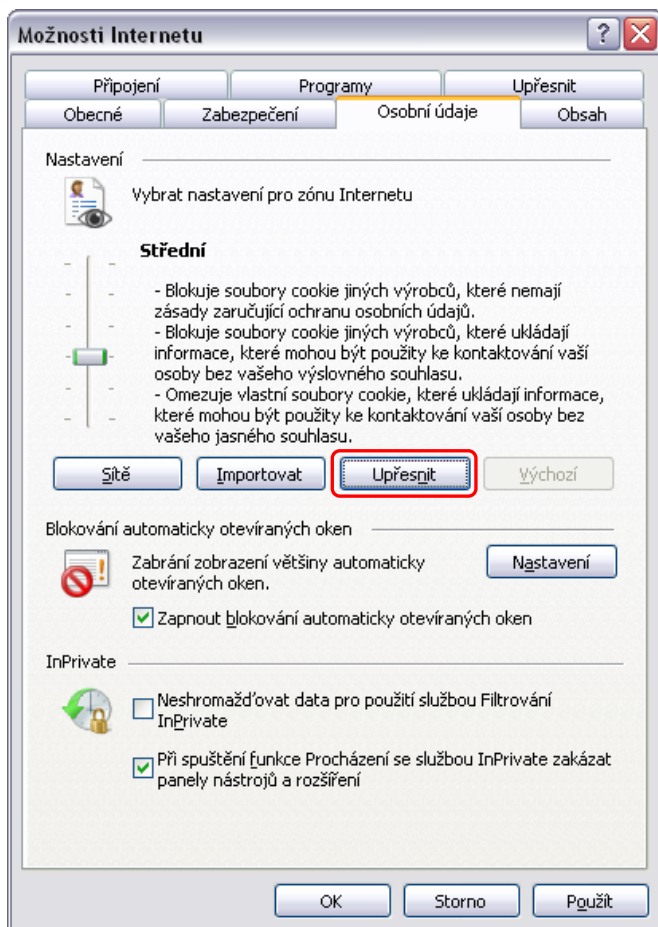 Možnosti Internetu
Připojení Programy Upřesnit
Obecné Zabezpečení Osobní údaje Obsah
Nastavení
Vybrat nastavení pro zónu Internetu
Střední
- Blokuje soubory cookie jiných výrobců, které nemají
zásady zaručující ochranu osobních údajů.
- Blokuje soubory cookie jiných výrobců, které ukládají
informace, které mohou být použity ke kontaktování vaší
osoby bez vašeho výslovného souhlasu.
- Omezuje vlastní soubory cookie, které ukládají informace,
které mohou být použity ke kontaktování vaší osoby bez
vašeho jasného souhlasu.
Sítě Importovat Upřesnit Výchozí
Blokování automaticky otevíraných oken
Zabrání zobrazení většiny automaticky
otevíraných oken.
Nastavení
Zapnout blokování automaticky otevíraných oken
InPrivate
Neshromažďovat data pro použití službou Filtrování
InPrivate
Při spuštění funkce Procházení se službou InPrivate zakázat
panely nástrojů a rozšíření
OK Storno Použít